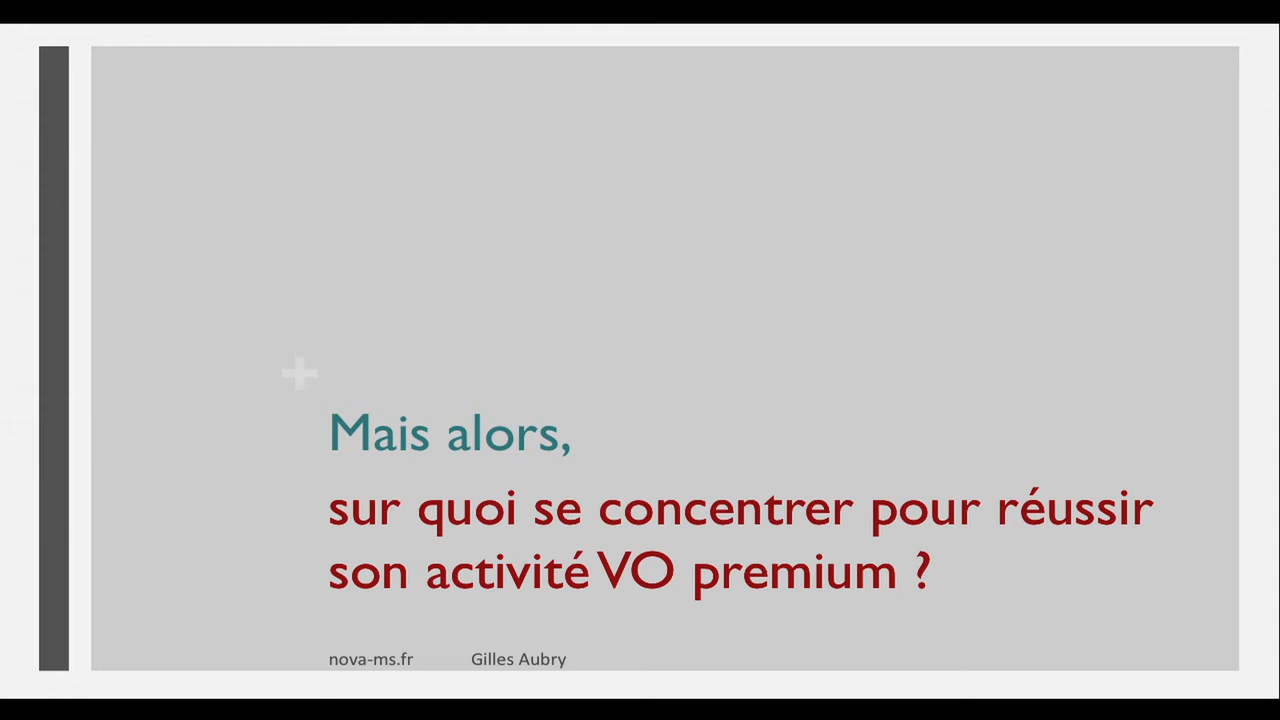 Mais alors,
sur quoi se concentrer pour réussir
son activité VO premium ?
nova-ms.fr Gilles Aubry